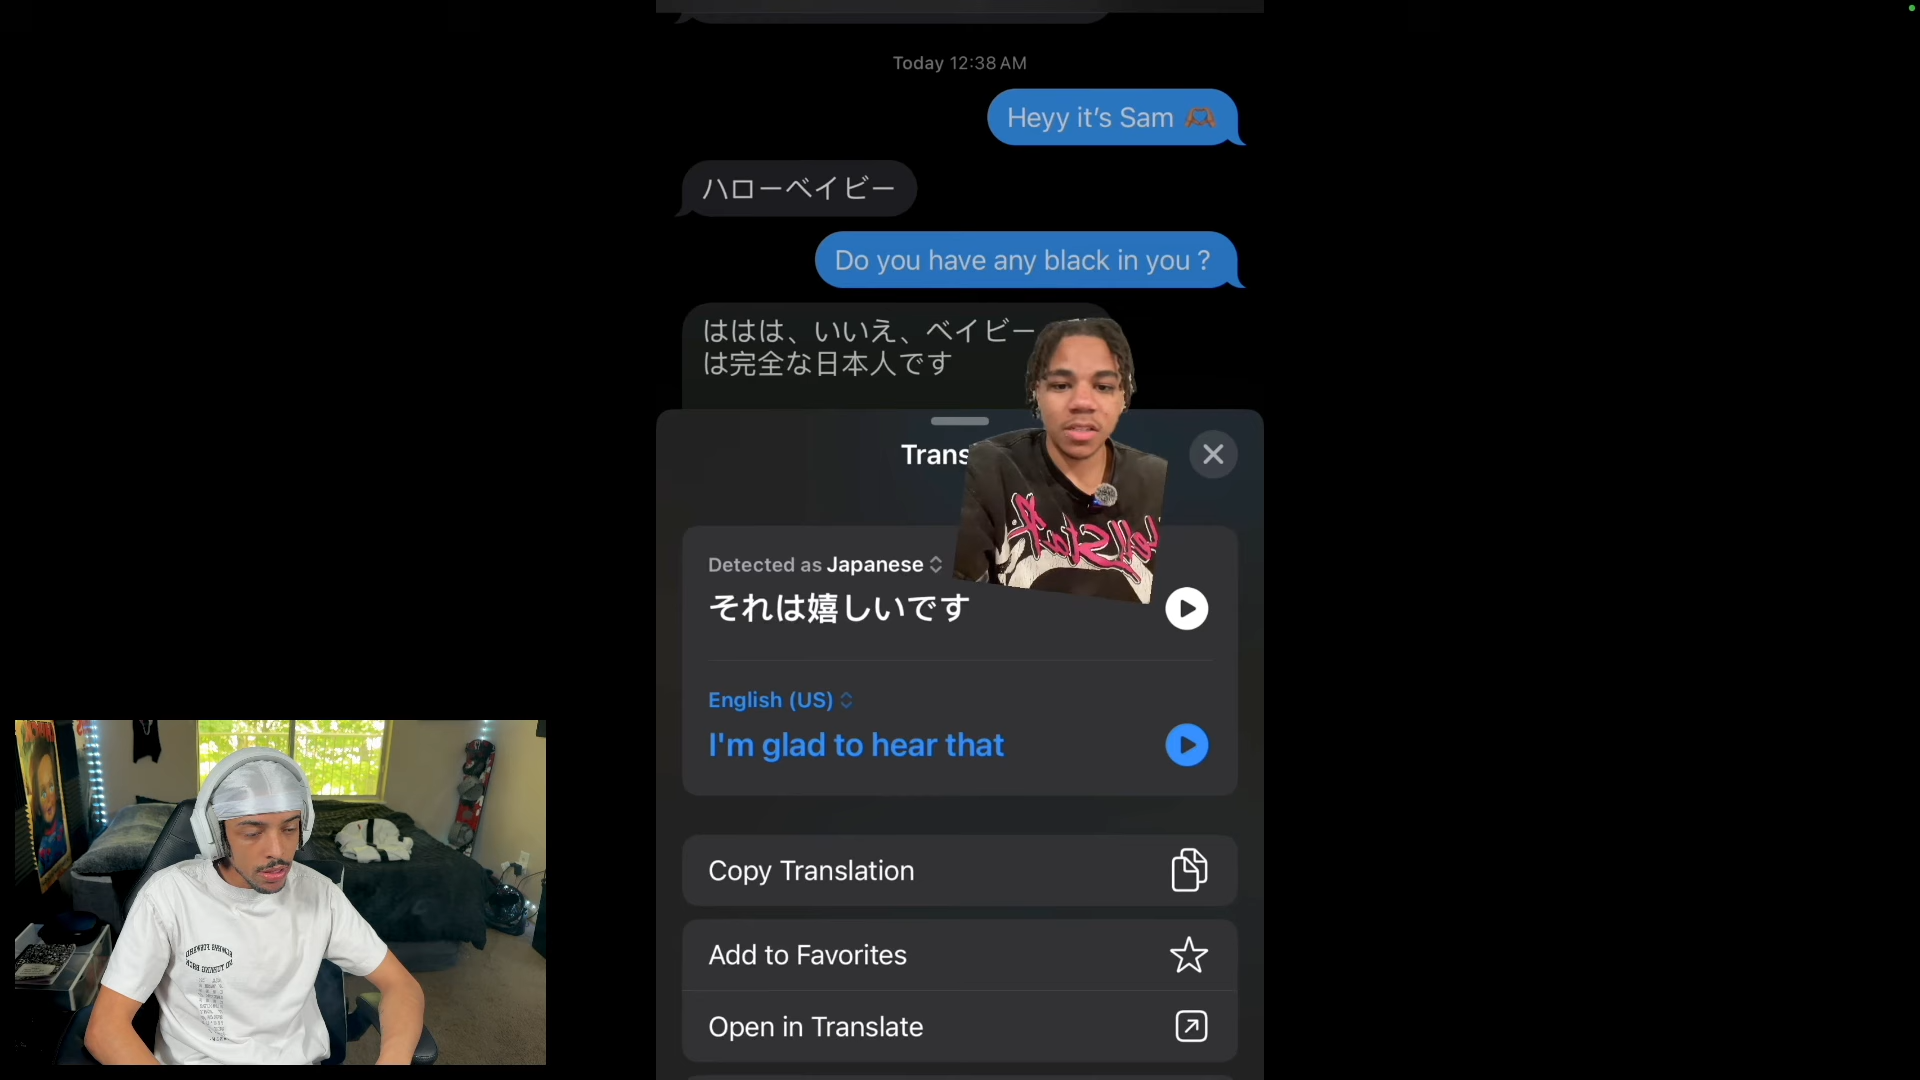 Today 12:38 AM
Heyy it's Sam 🫶🏾
ハローベイビー
Do you have any black in you ?
ははは、いいえ、ベイビー
は完全な日本人です
Trans
Detected as Japanese
それは嬉しいです
English (US)
I'm glad to hear that
Copy Translation
Add to Favorites
Open in Translate